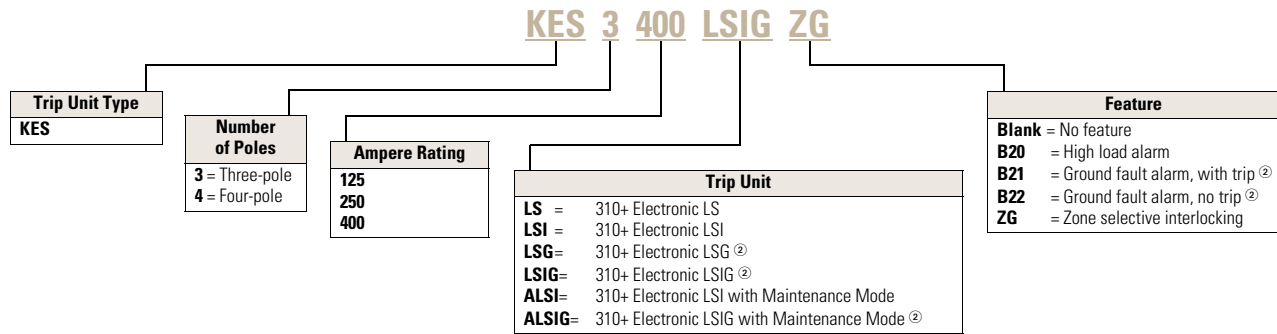 KES 3 400 LSIG ZG
Trip Unit Type
KES
Number
of Poles
3 = Three-pole
4 = Four-pole
Ampere Rating
125
250
400
Trip Unit
LS = 310+ Electronic LS
LSI = 310+ Electronic LSI
LSG= 310+ Electronic LSG ②
LSIG= 310+ Electronic LSIG ②
ALSI= 310+ Electronic LSI with Maintenance Mode
ALSIG= 310+ Electronic LSIG with Maintenance Mode ②
Feature
Blank = No feature
B20 = High load alarm
B21 = Ground fault alarm, with trip ②
B22 = Ground fault alarm, no trip ②
ZG = Zone selective interlocking